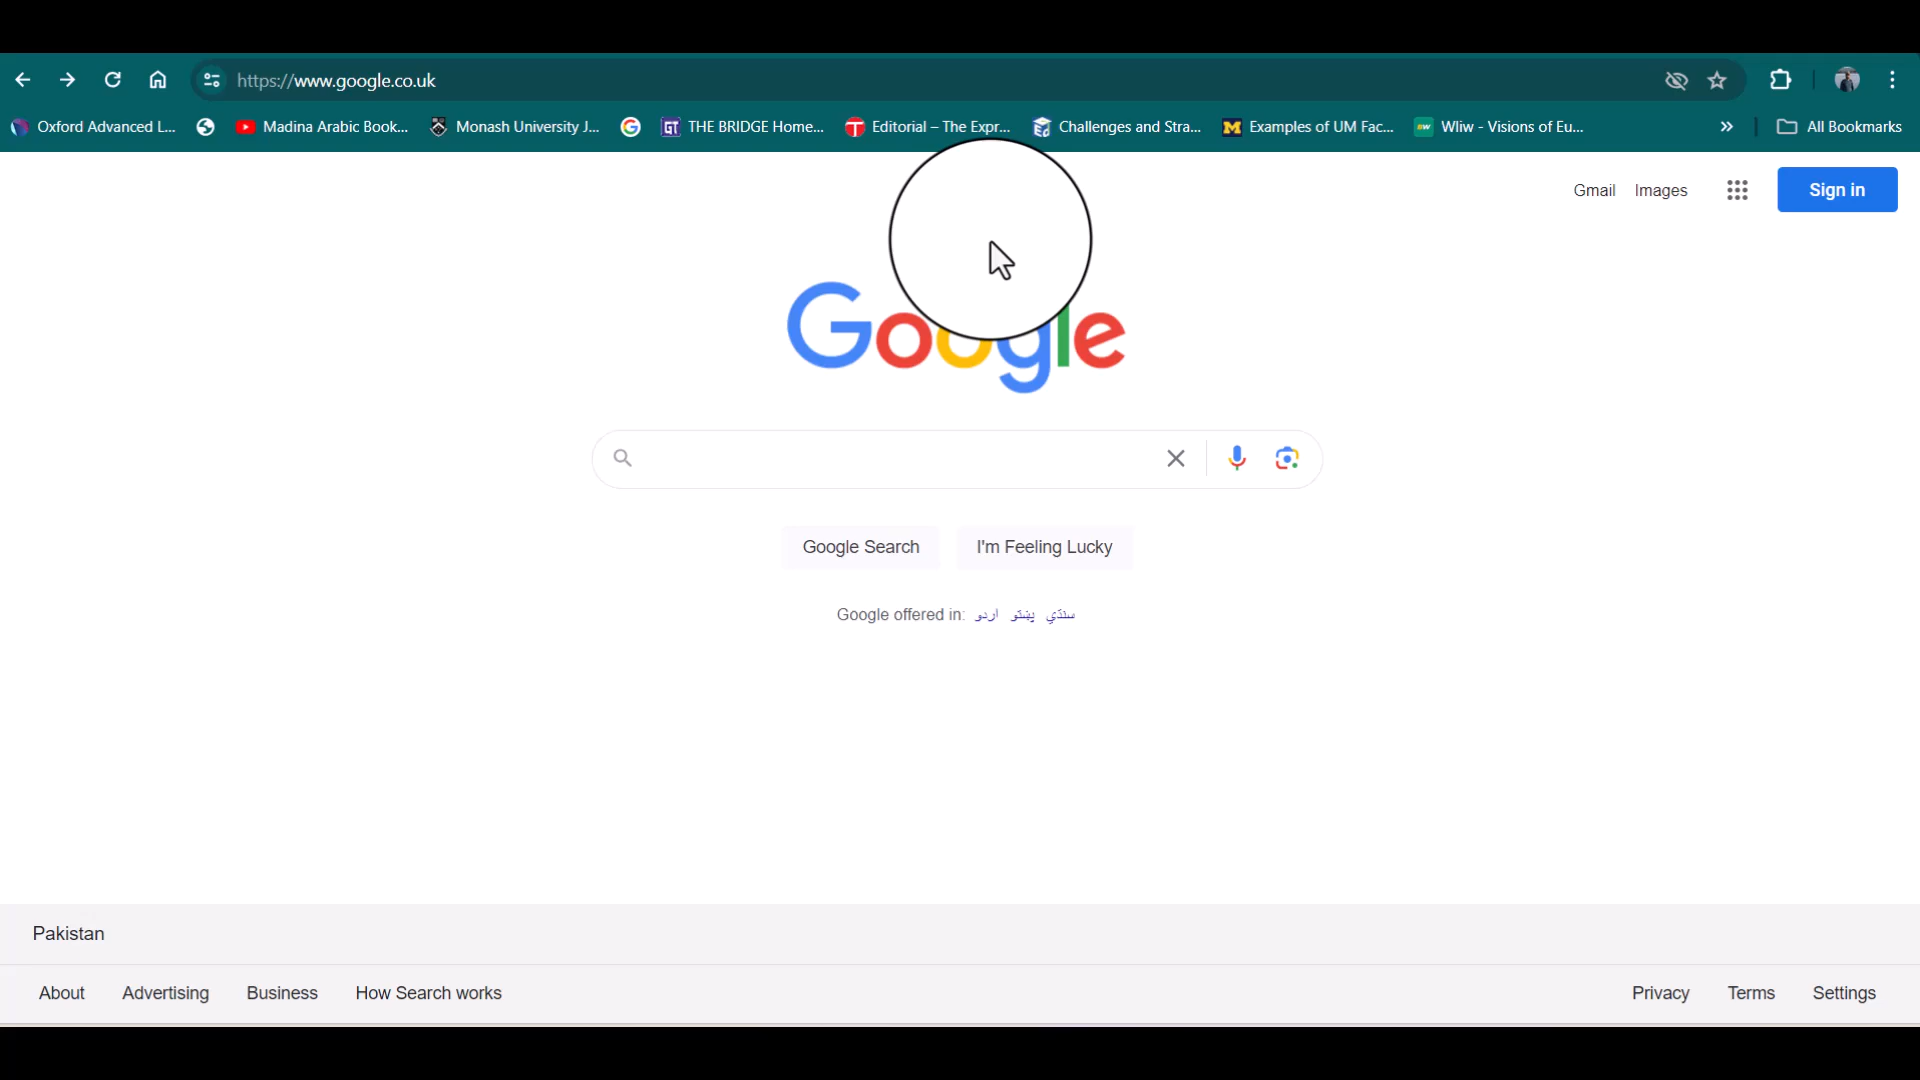 https://www.google.co.uk
Oxford Advanced L... Madina Arabic Book... Monash University J... THE BRIDGE Home... Editorial – The Expr... Challenges and Stra... Examples of UM Fac... Wliw - Visions of Eu... » All Bookmarks
Gmail Images Sign in
Google
Google Search I'm Feeling Lucky
Google offered in: اردو پښتو سنڌي
Pakistan
About Advertising Business How Search works Privacy Terms Settings